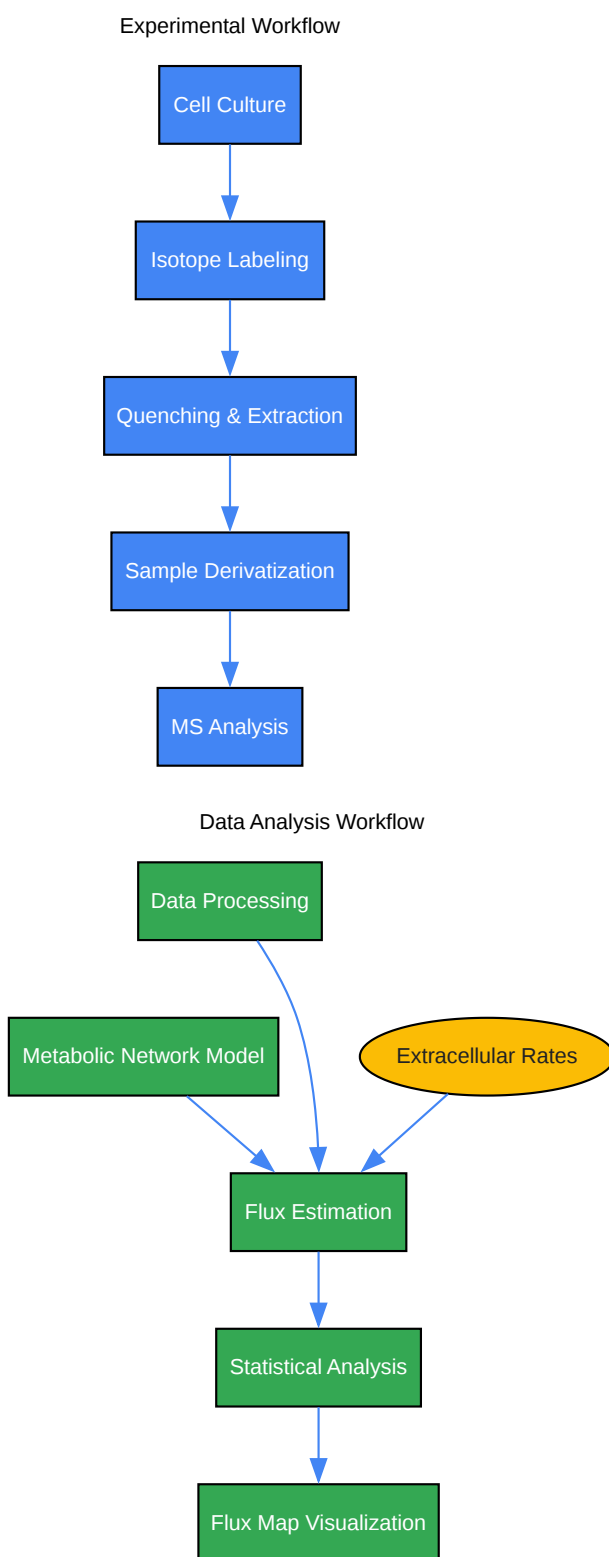 Experimental Workflow
Cell Culture
Isotope Labeling
Quenching & Extraction
Sample Derivatization
MS Analysis
Data Analysis Workflow
Data Processing
Metabolic Network Model
Extracellular Rates
Flux Estimation
Statistical Analysis
Flux Map Visualization